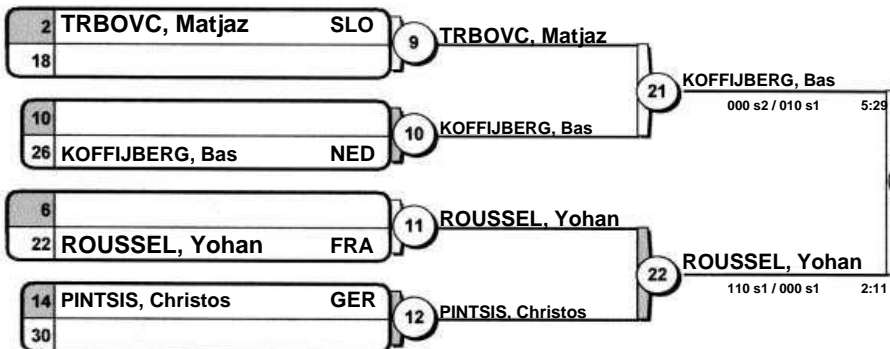 2 TRBOVC, Matjaz SLO
18
9 TRBOVC, Matjaz
10
26 KOFFIJBERG, Bas NED
10 KOFFIJBERG, Bas
21 KOFFIJBERG, Bas
000 s2 / 010 s1 5:29
6
22 ROUSSEL, Yohan FRA
11 ROUSSEL, Yohan
14 PINTSIS, Christos GER
30
12 PINTSIS, Christos
22 ROUSSEL, Yohan
110 s1 / 000 s1 2:11